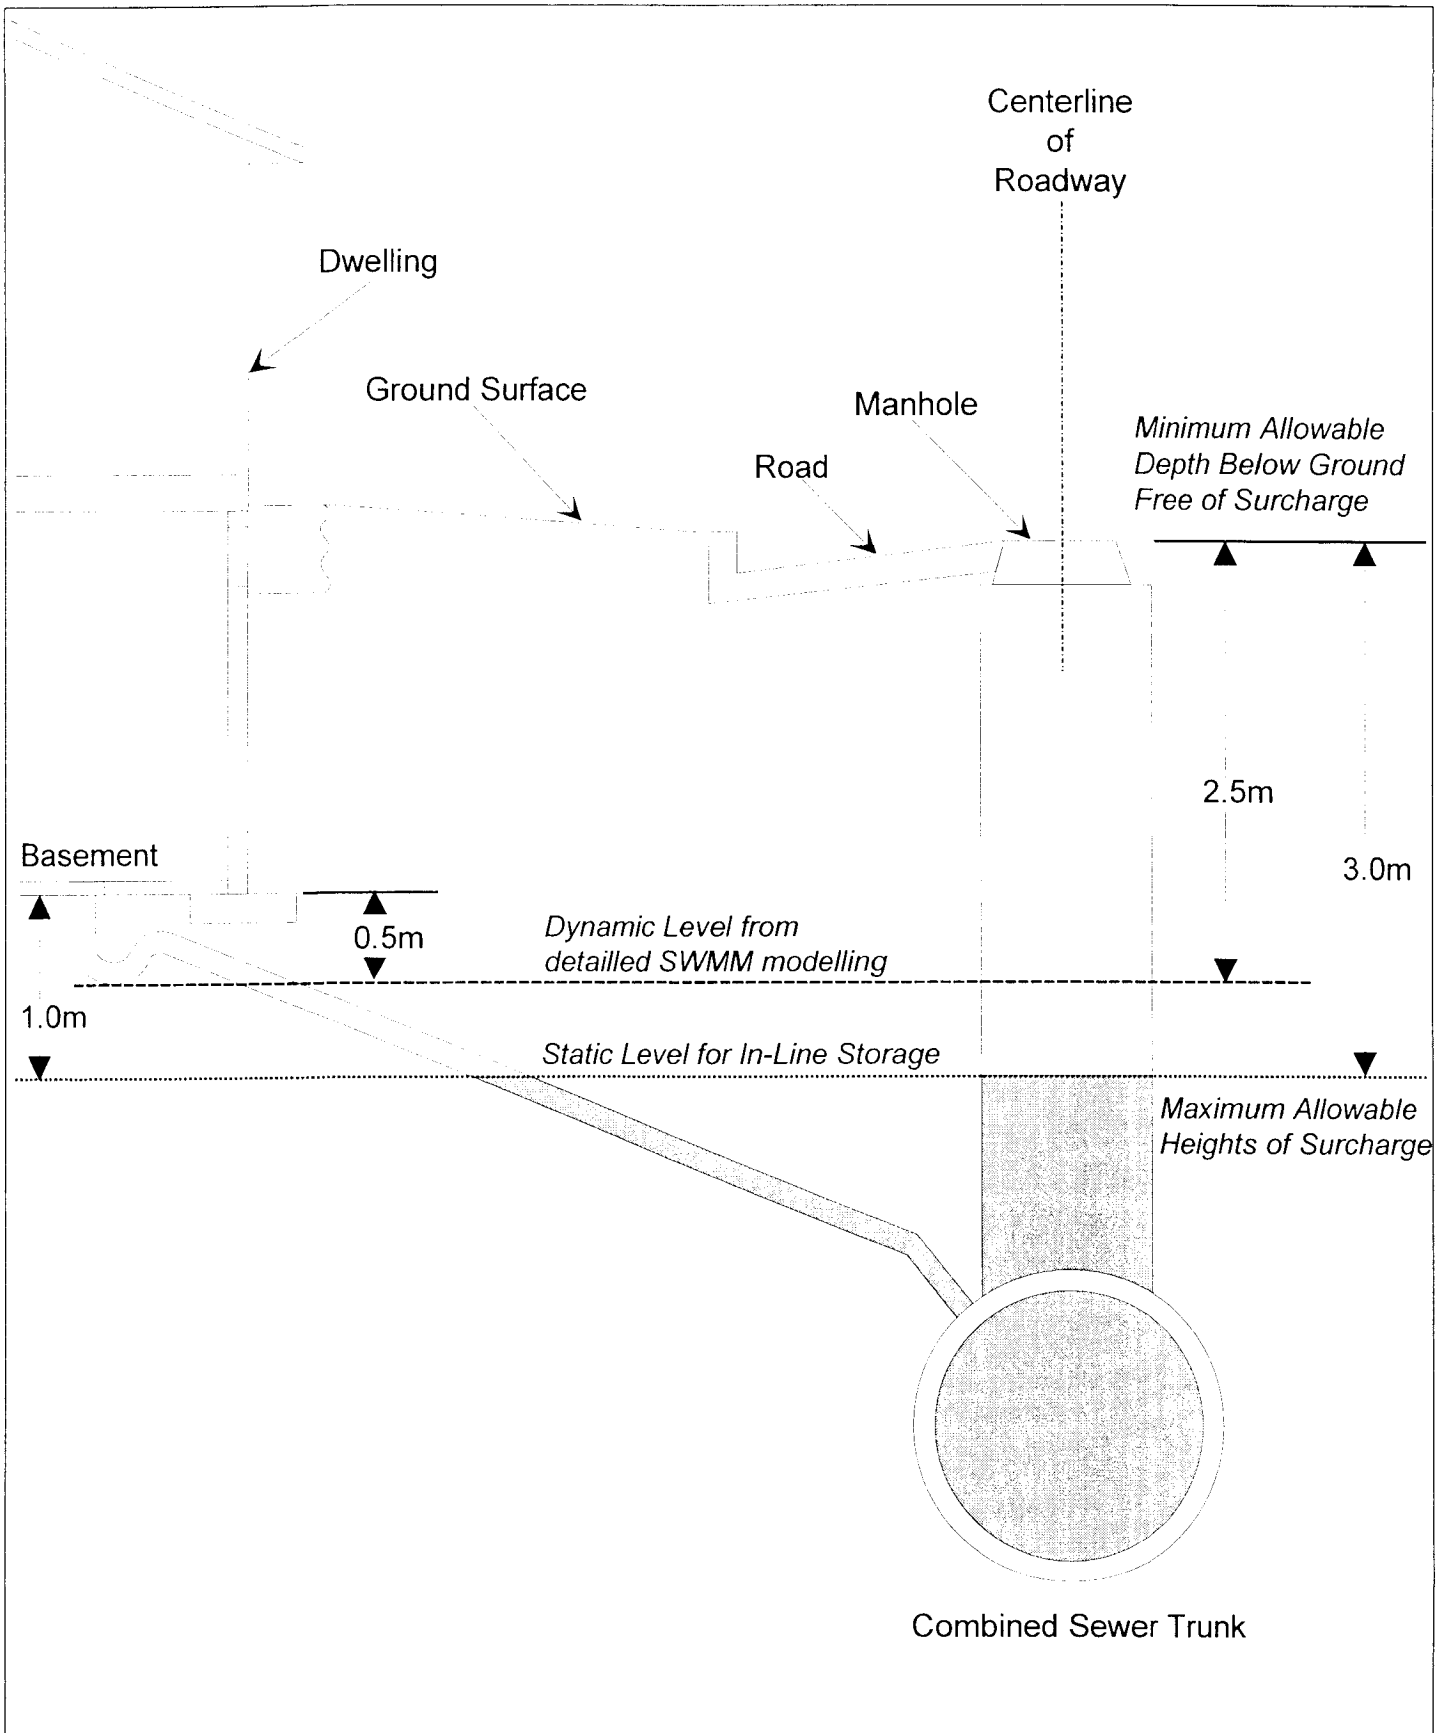 Centerline
of
Roadway
Dwelling
Ground Surface
Manhole
Road
Minimum Allowable
Depth Below Ground
Free of Surcharge
2.5m
3.0m
Basement
0.5m
1.0m
Dynamic Level from
detailled SWMM modelling
Static Level for In-Line Storage
Maximum Allowable
Heights of Surcharge
Combined Sewer Trunk